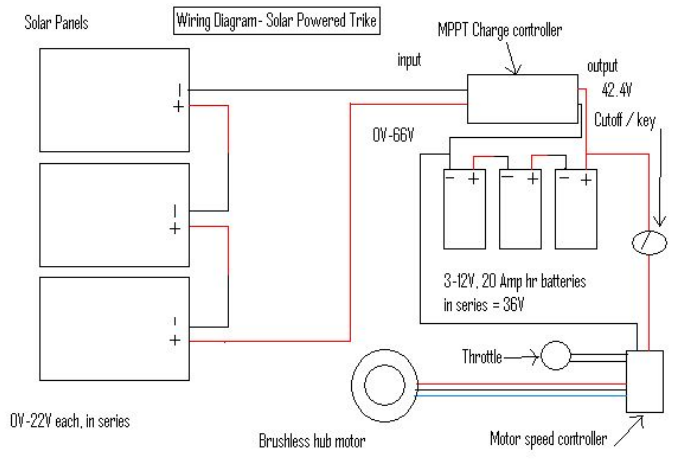 Wiring Diagram- Solar Powered Trike
Solar Panels
MPPT Charge controller
input
output
42.4V
Cutoff / key
0V-66V
-
+
-
+
-
+
- + - + - +
3-12V, 20 Amp hr batteries
in series = 36V
Throttle
0V-22V each, in series
Brushless hub motor
Motor speed controller